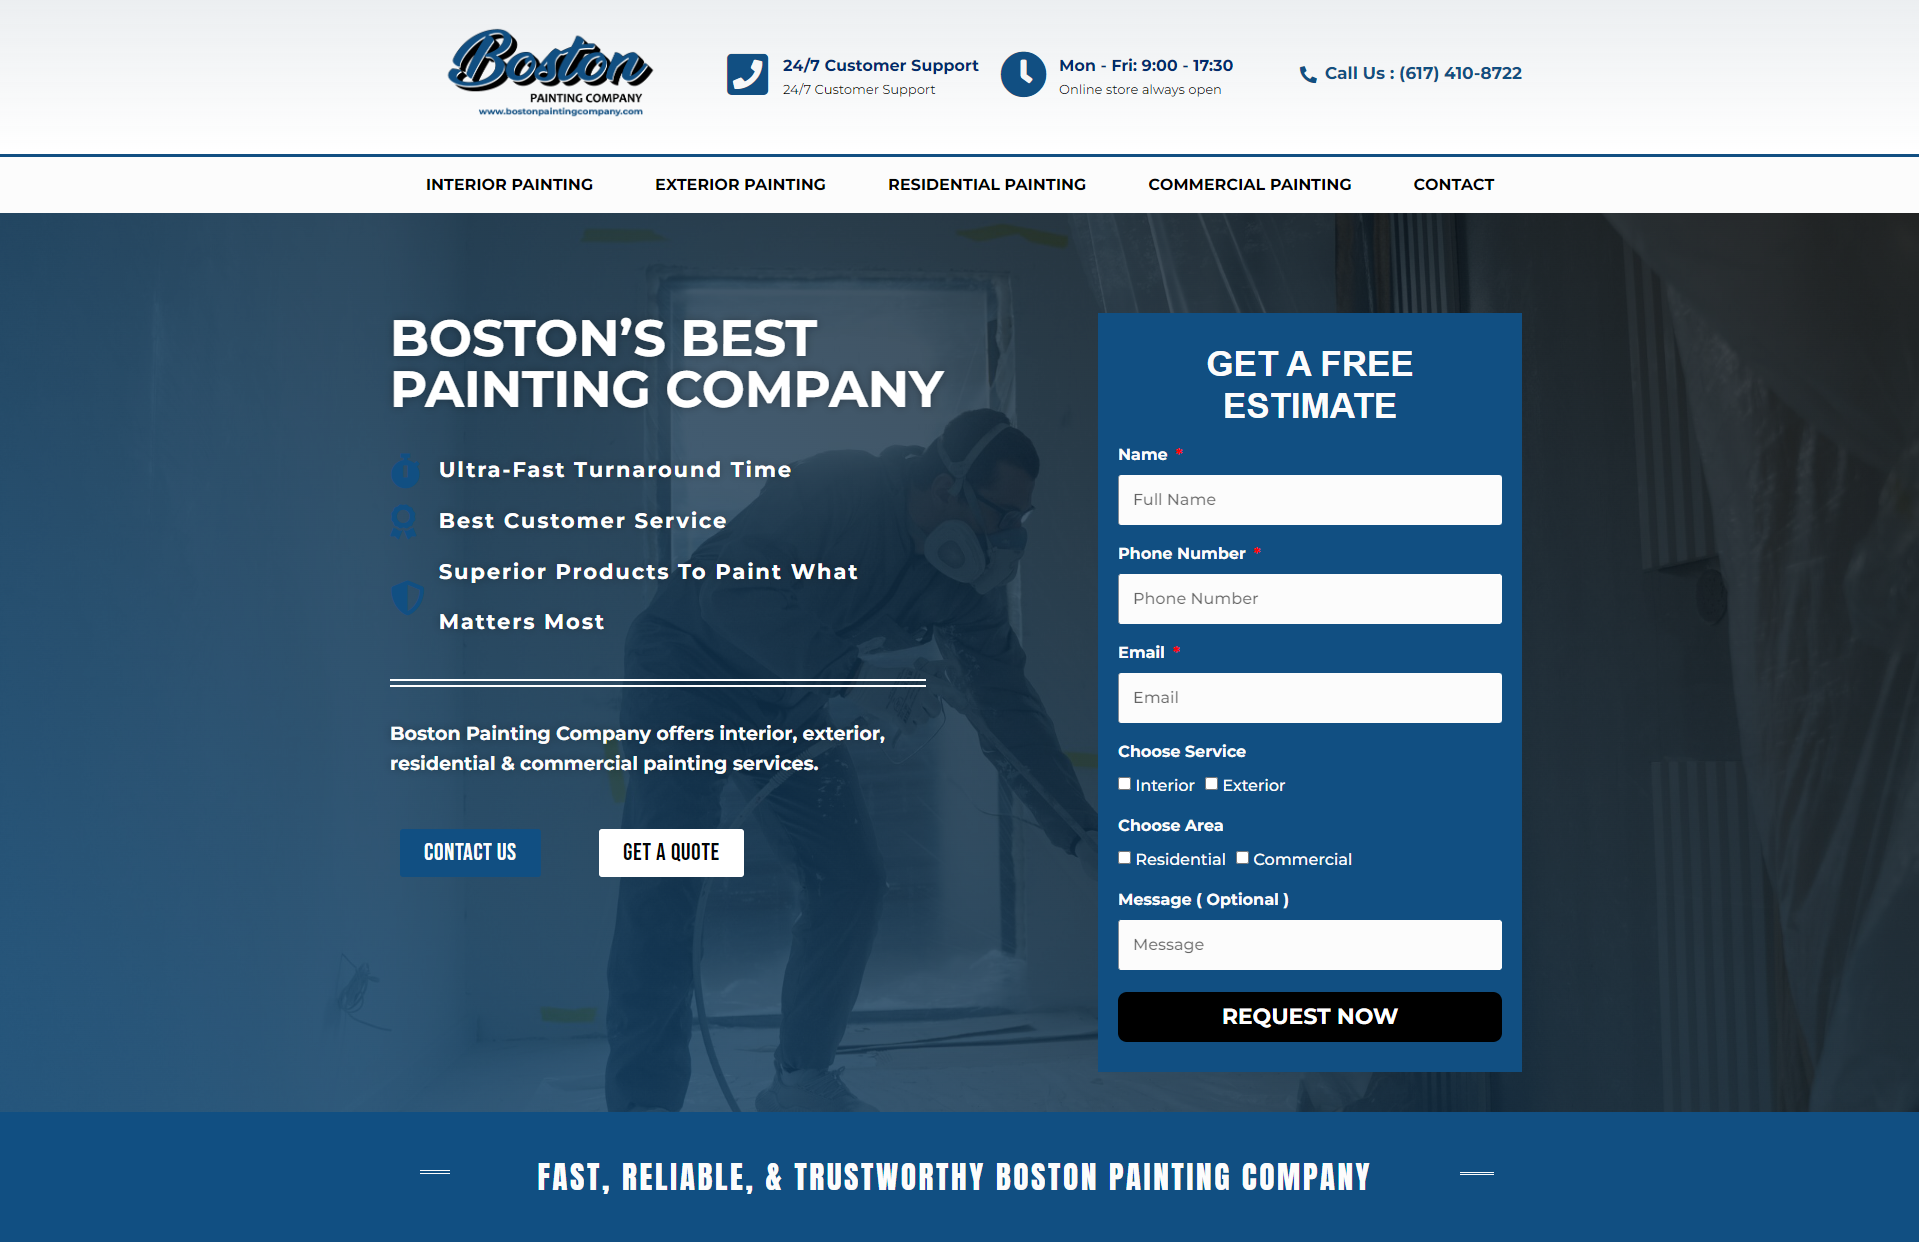 Boston
PAINTING COMPANY
www.bostonpaintingcompany.com
24/7 Customer Support
24/7 Customer Support
Mon - Fri: 9:00 - 17:30
Online store always open
Call Us : (617) 410-8722
INTERIOR PAINTING
EXTERIOR PAINTING
RESIDENTIAL PAINTING
COMMERCIAL PAINTING
CONTACT
BOSTON’S BEST
PAINTING COMPANY
Ultra-Fast Turnaround Time
Best Customer Service
Superior Products To Paint What
Matters Most
Boston Painting Company offers interior, exterior,
residential & commercial painting services.
CONTACT US
GET A QUOTE
GET A FREE
ESTIMATE
Name *
Full Name
Phone Number *
Phone Number
Email *
Email
Choose Service
Interior Exterior
Choose Area
Residential Commercial
Message ( Optional )
Message
REQUEST NOW
FAST, RELIABLE, & TRUSTWORTHY BOSTON PAINTING COMPANY